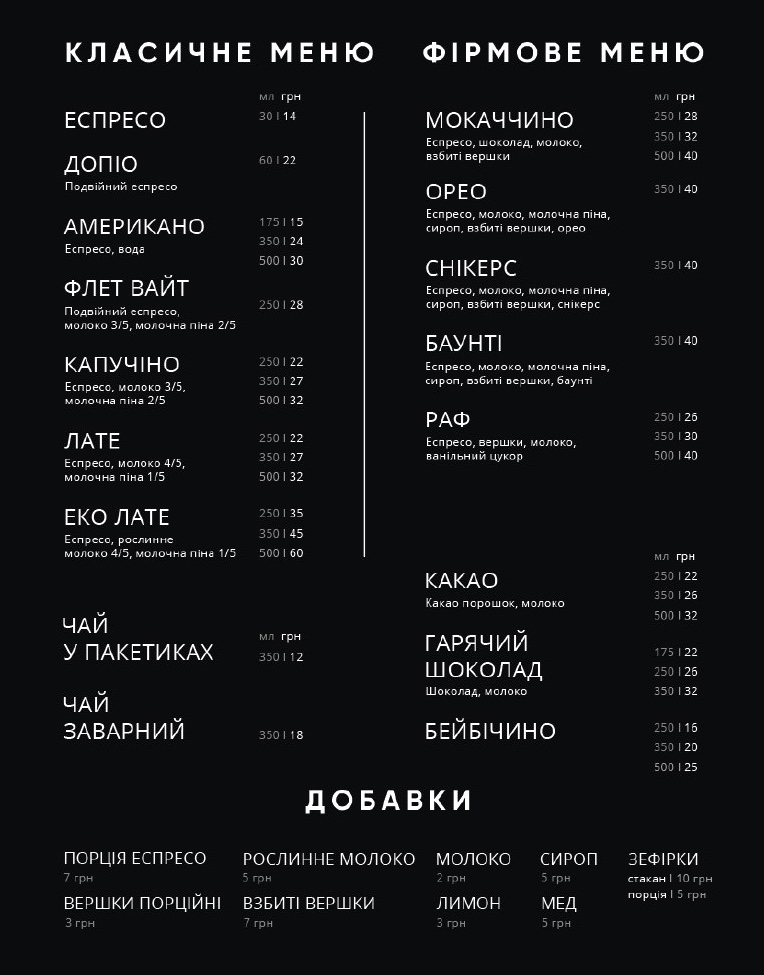 КЛАСИЧНЕ МЕНЮ
мл грн
ЕСПРЕСО
30 | 14
ДОПІО
60 | 22
Подвійний еспресо
АМЕРИКАНО
175 | 15
Еспресо, вода
350 | 24
500 | 30
ФЛЕТ ВАЙТ
Подвійний еспресо,
250 | 28
молоко 3/5, молочна піна 2/5
КАПУЧІНО
250 | 22
Еспресо, молоко 3/5,
350 | 27
молочна піна 2/5
500 | 32
ЛАТЕ
250 | 22
Еспресо, молоко 4/5,
350 | 27
молочна піна 1/5
500 | 32
ЕКО ЛАТЕ
250 | 35
Еспресо, рослинне
350 | 45
молоко 4/5, молочна піна 1/5
500 | 60
ЧАЙ
У ПАКЕТИКАХ
мл грн
350 | 12
ЧАЙ
ЗАВАРНИЙ
350 | 18
ФІРМОВЕ МЕНЮ
мл грн
МОКАЧЧИНО
250 | 28
Еспресо, шоколад, молоко,
350 | 32
взбиті вершки
500 | 40
ОРЕО
350 | 40
Еспресо, молоко, молочна піна,
сироп, взбиті вершки, орео
СНІКЕРС
350 | 40
Еспресо, молоко, молочна піна,
сироп, взбиті вершки, снікерс
БАУНТІ
350 | 40
Еспресо, молоко, молочна піна,
сироп, взбиті вершки, баунті
РАФ
250 | 26
Еспресо, вершки, молоко,
350 | 30
ванільний цукор
500 | 40
мл грн
КАКАО
250 | 22
Какао порошок, молоко
350 | 26
500 | 32
ГАРЯЧИЙ
ШОКОЛАД
175 | 22
250 | 26
Шоколад, молоко
350 | 32
БЕЙБІЧИНО
250 | 16
350 | 20
500 | 25
ДОБАВКИ
ПОРЦІЯ ЕСПРЕСО
7 грн
РОСЛИННЕ МОЛОКО
5 грн
МОЛОКО
2 грн
СИРОП
5 грн
ЗЕФІРКИ
стакан | 10 грн
порція | 5 грн
ВЕРШКИ ПОРЦІЙНІ
3 грн
ВЗБИТІ ВЕРШКИ
7 грн
ЛИМОН
3 грн
МЕД
5 грн